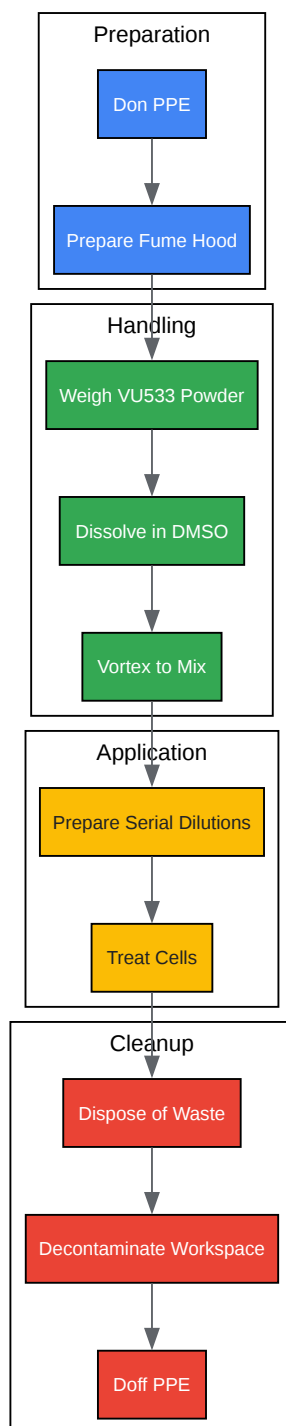 Preparation
Don PPE
Prepare Fume Hood
Handling
Weigh VU533 Powder
Dissolve in DMSO
Vortex to Mix
Application
Prepare Serial Dilutions
Treat Cells
Cleanup
Dispose of Waste
Decontaminate Workspace
Doff PPE